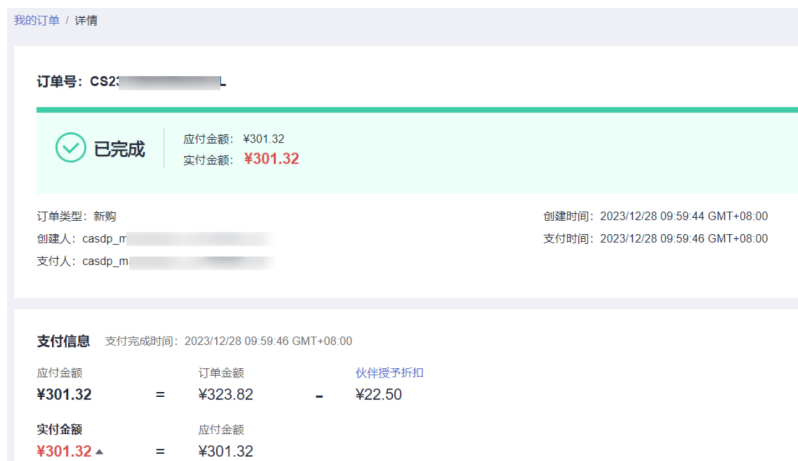 我的订单 / 详情
订单号：CS23
已完成
应付金额： ¥301.32
实付金额： ¥301.32
订单类型：新购
创建时间：2023/12/28 09:59:44 GMT+08:00
创建人：casdp_m
支付时间：2023/12/28 09:59:46 GMT+08:00
支付人：casdp_m
支付信息 支付完成时间：2023/12/28 09:59:46 GMT+08:00
应付金额 订单金额 伙伴授予折扣
¥301.32 = ¥323.82 - ¥22.50
实付金额 应付金额
¥301.32 = ¥301.32